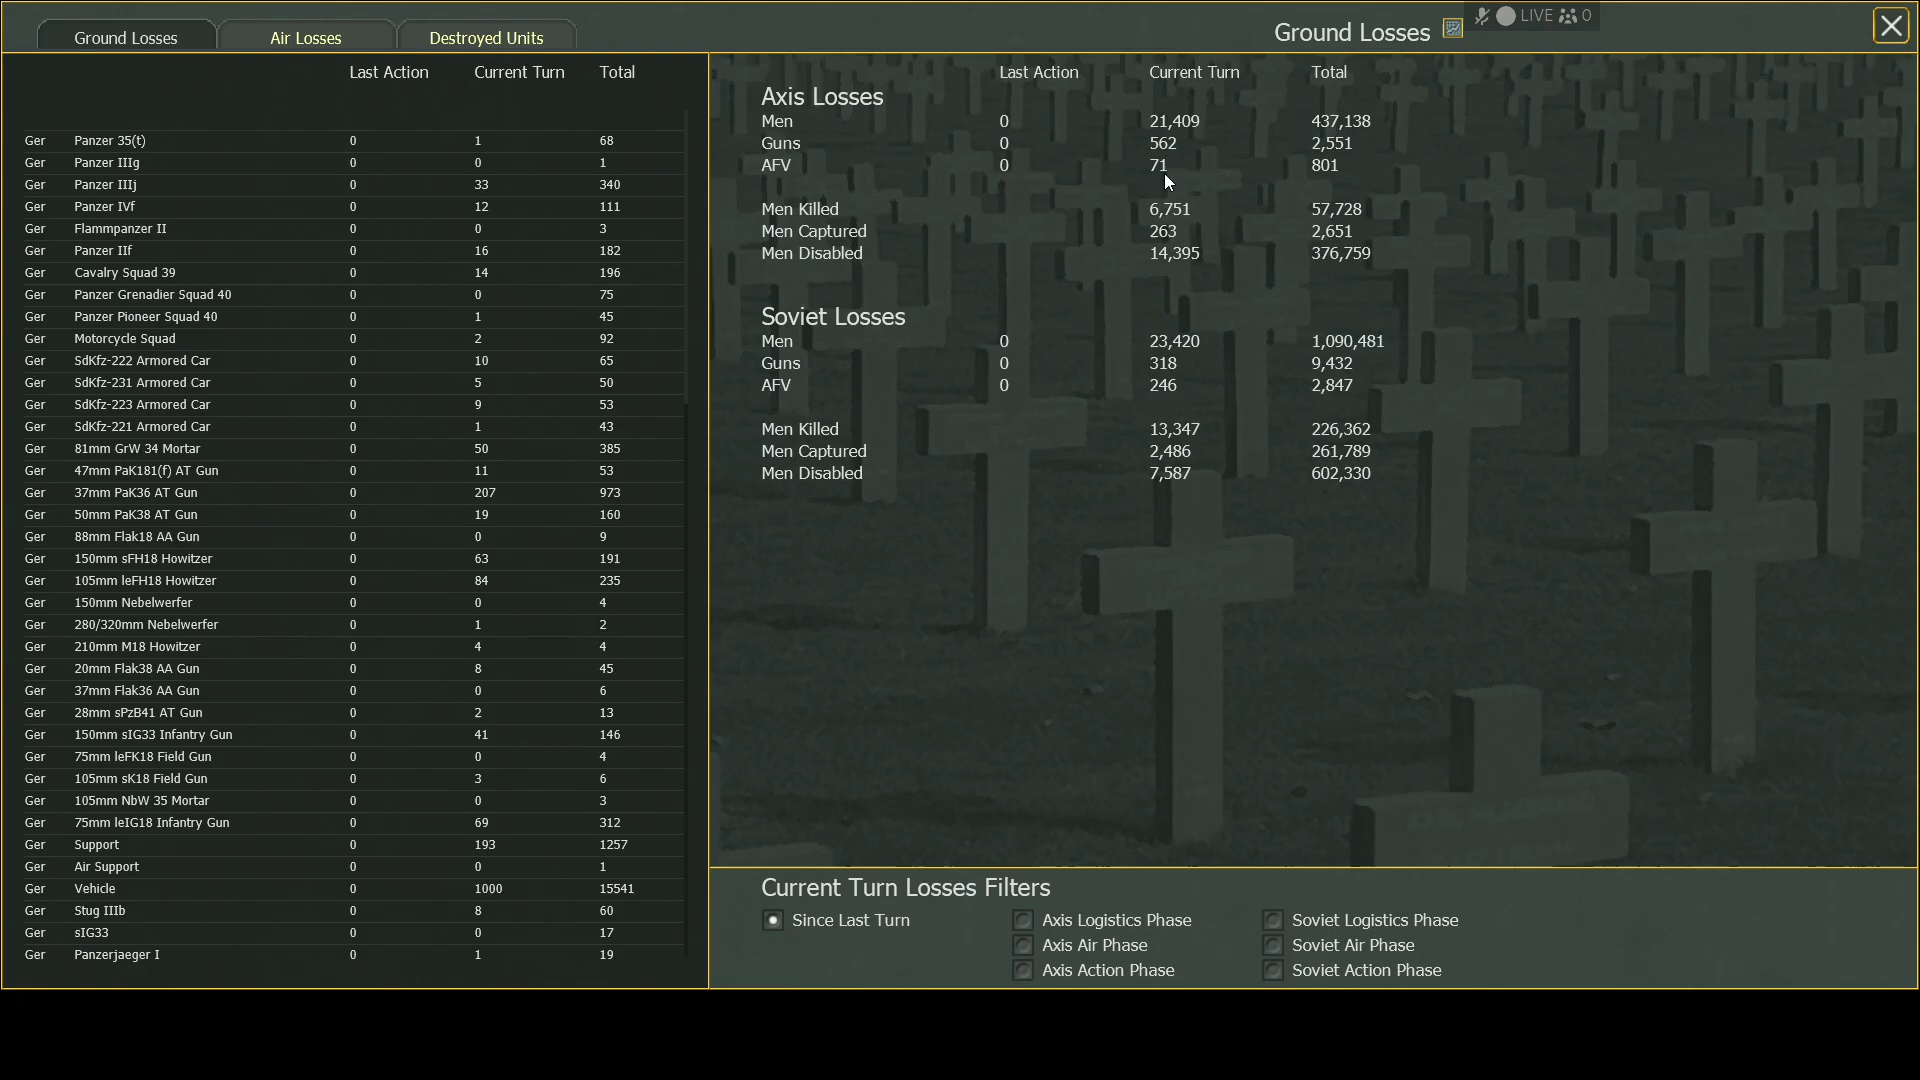 Ground Losses
Air Losses
Destroyed Units
Ground Losses
LIVE 0
Last Action Current Turn Total
Ger Panzer 35(t) 0 1 68
Ger Panzer IIIg 0 0 1
Ger Panzer IIIj 0 33 340
Ger Panzer IVf 0 12 111
Ger Flammpanzer II 0 0 3
Ger Panzer IIf 0 16 182
Ger Cavalry Squad 39 0 14 196
Ger Panzer Grenadier Squad 40 0 0 75
Ger Panzer Pioneer Squad 40 0 1 45
Ger Motorcycle Squad 0 2 92
Ger SdKfz-222 Armored Car 0 10 65
Ger SdKfz-231 Armored Car 0 5 50
Ger SdKfz-223 Armored Car 0 9 53
Ger SdKfz-221 Armored Car 0 1 43
Ger 81mm GrW 34 Mortar 0 50 385
Ger 47mm PaK181(f) AT Gun 0 11 53
Ger 37mm PaK36 AT Gun 0 207 973
Ger 50mm PaK38 AT Gun 0 19 160
Ger 88mm Flak18 AA Gun 0 0 9
Ger 150mm sFH18 Howitzer 0 63 191
Ger 105mm leFH18 Howitzer 0 84 235
Ger 150mm Nebelwerfer 0 0 4
Ger 280/320mm Nebelwerfer 0 1 2
Ger 210mm M18 Howitzer 0 4 4
Ger 20mm Flak38 AA Gun 0 8 45
Ger 37mm Flak36 AA Gun 0 0 6
Ger 28mm sPzB41 AT Gun 0 2 13
Ger 150mm sIG33 Infantry Gun 0 41 146
Ger 75mm leFK18 Field Gun 0 0 4
Ger 105mm sK18 Field Gun 0 3 6
Ger 105mm NbW 35 Mortar 0 0 3
Ger 75mm leIG18 Infantry Gun 0 69 312
Ger Support 0 193 1257
Ger Air Support 0 0 1
Ger Vehicle 0 1000 15541
Ger Stug IIIb 0 8 60
Ger sIG33 0 0 17
Ger Panzerjaeger I 0 1 19
Last Action Current Turn Total
Axis Losses
Men 0 21,409 437,138
Guns 0 562 2,551
AFV 0 71 801
Men Killed 6,751 57,728
Men Captured 263 2,651
Men Disabled 14,395 376,759
Soviet Losses
Men 0 23,420 1,090,481
Guns 0 318 9,432
AFV 0 246 2,847
Men Killed 13,347 226,362
Men Captured 2,486 261,789
Men Disabled 7,587 602,330
Current Turn Losses Filters
Since Last Turn Axis Logistics Phase Soviet Logistics Phase
Axis Air Phase Soviet Air Phase
Axis Action Phase Soviet Action Phase